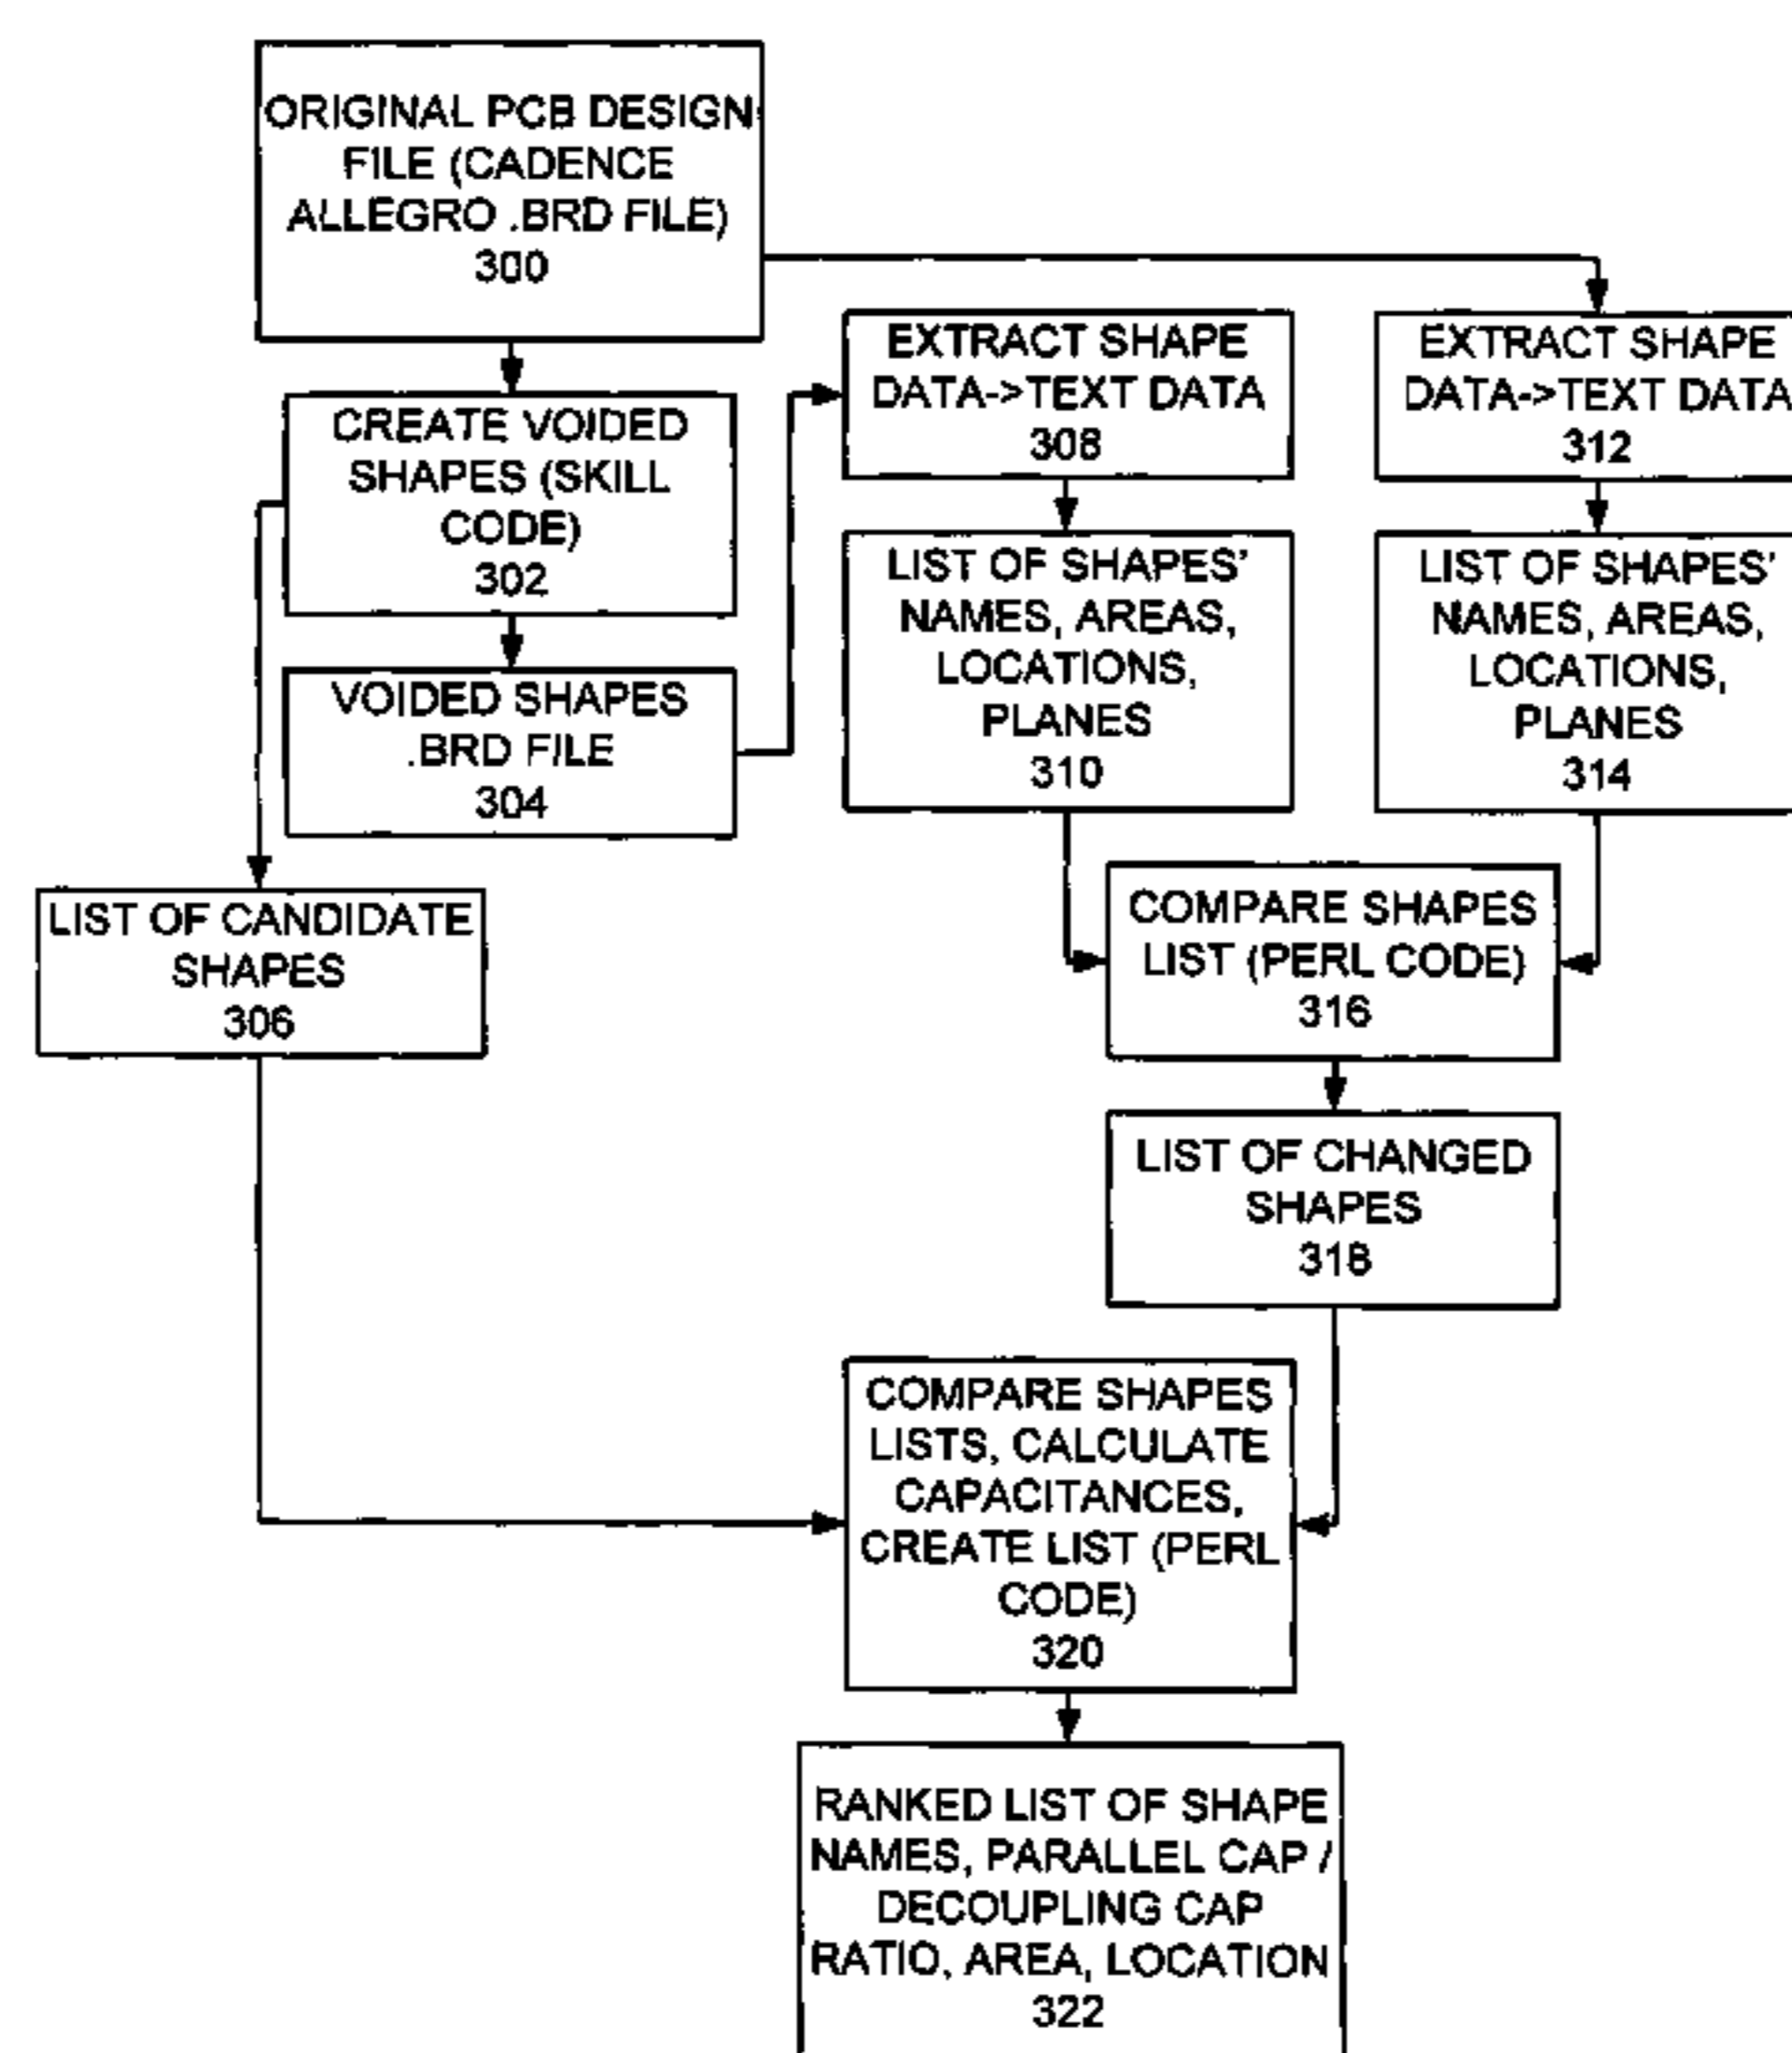 ORIGINAL PCB DESIGN
FILE (CADENCE
ALLEGRO .BRD FILE)
300
CREATE VOIDED
SHAPES (SKILL
CODE)
302
VOIDED SHAPES
.BRD FILE
304
LIST OF CANDIDATE
SHAPES
306
EXTRACT SHAPE
DATA->TEXT DATA
308
LIST OF SHAPES'
NAMES, AREAS,
LOCATIONS,
PLANES
310
EXTRACT SHAPE
DATA->TEXT DATA
312
LIST OF SHAPES'
NAMES, AREAS,
LOCATIONS,
PLANES
314
COMPARE SHAPES
LIST (PERL CODE)
316
LIST OF CHANGED
SHAPES
318
COMPARE SHAPES
LISTS, CALCULATE
CAPACITANCES,
CREATE LIST (PERL
CODE)
320
RANKED LIST OF SHAPE
NAMES, PARALLEL CAP /
DECOUPLING CAP
RATIO, AREA, LOCATION
322